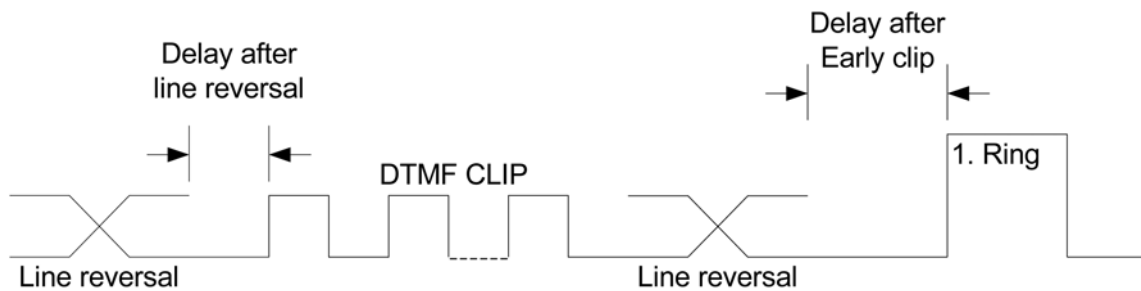 Delay after
line reversal
Delay after
Early clip
DTMF CLIP
1. Ring
Line reversal
Line reversal